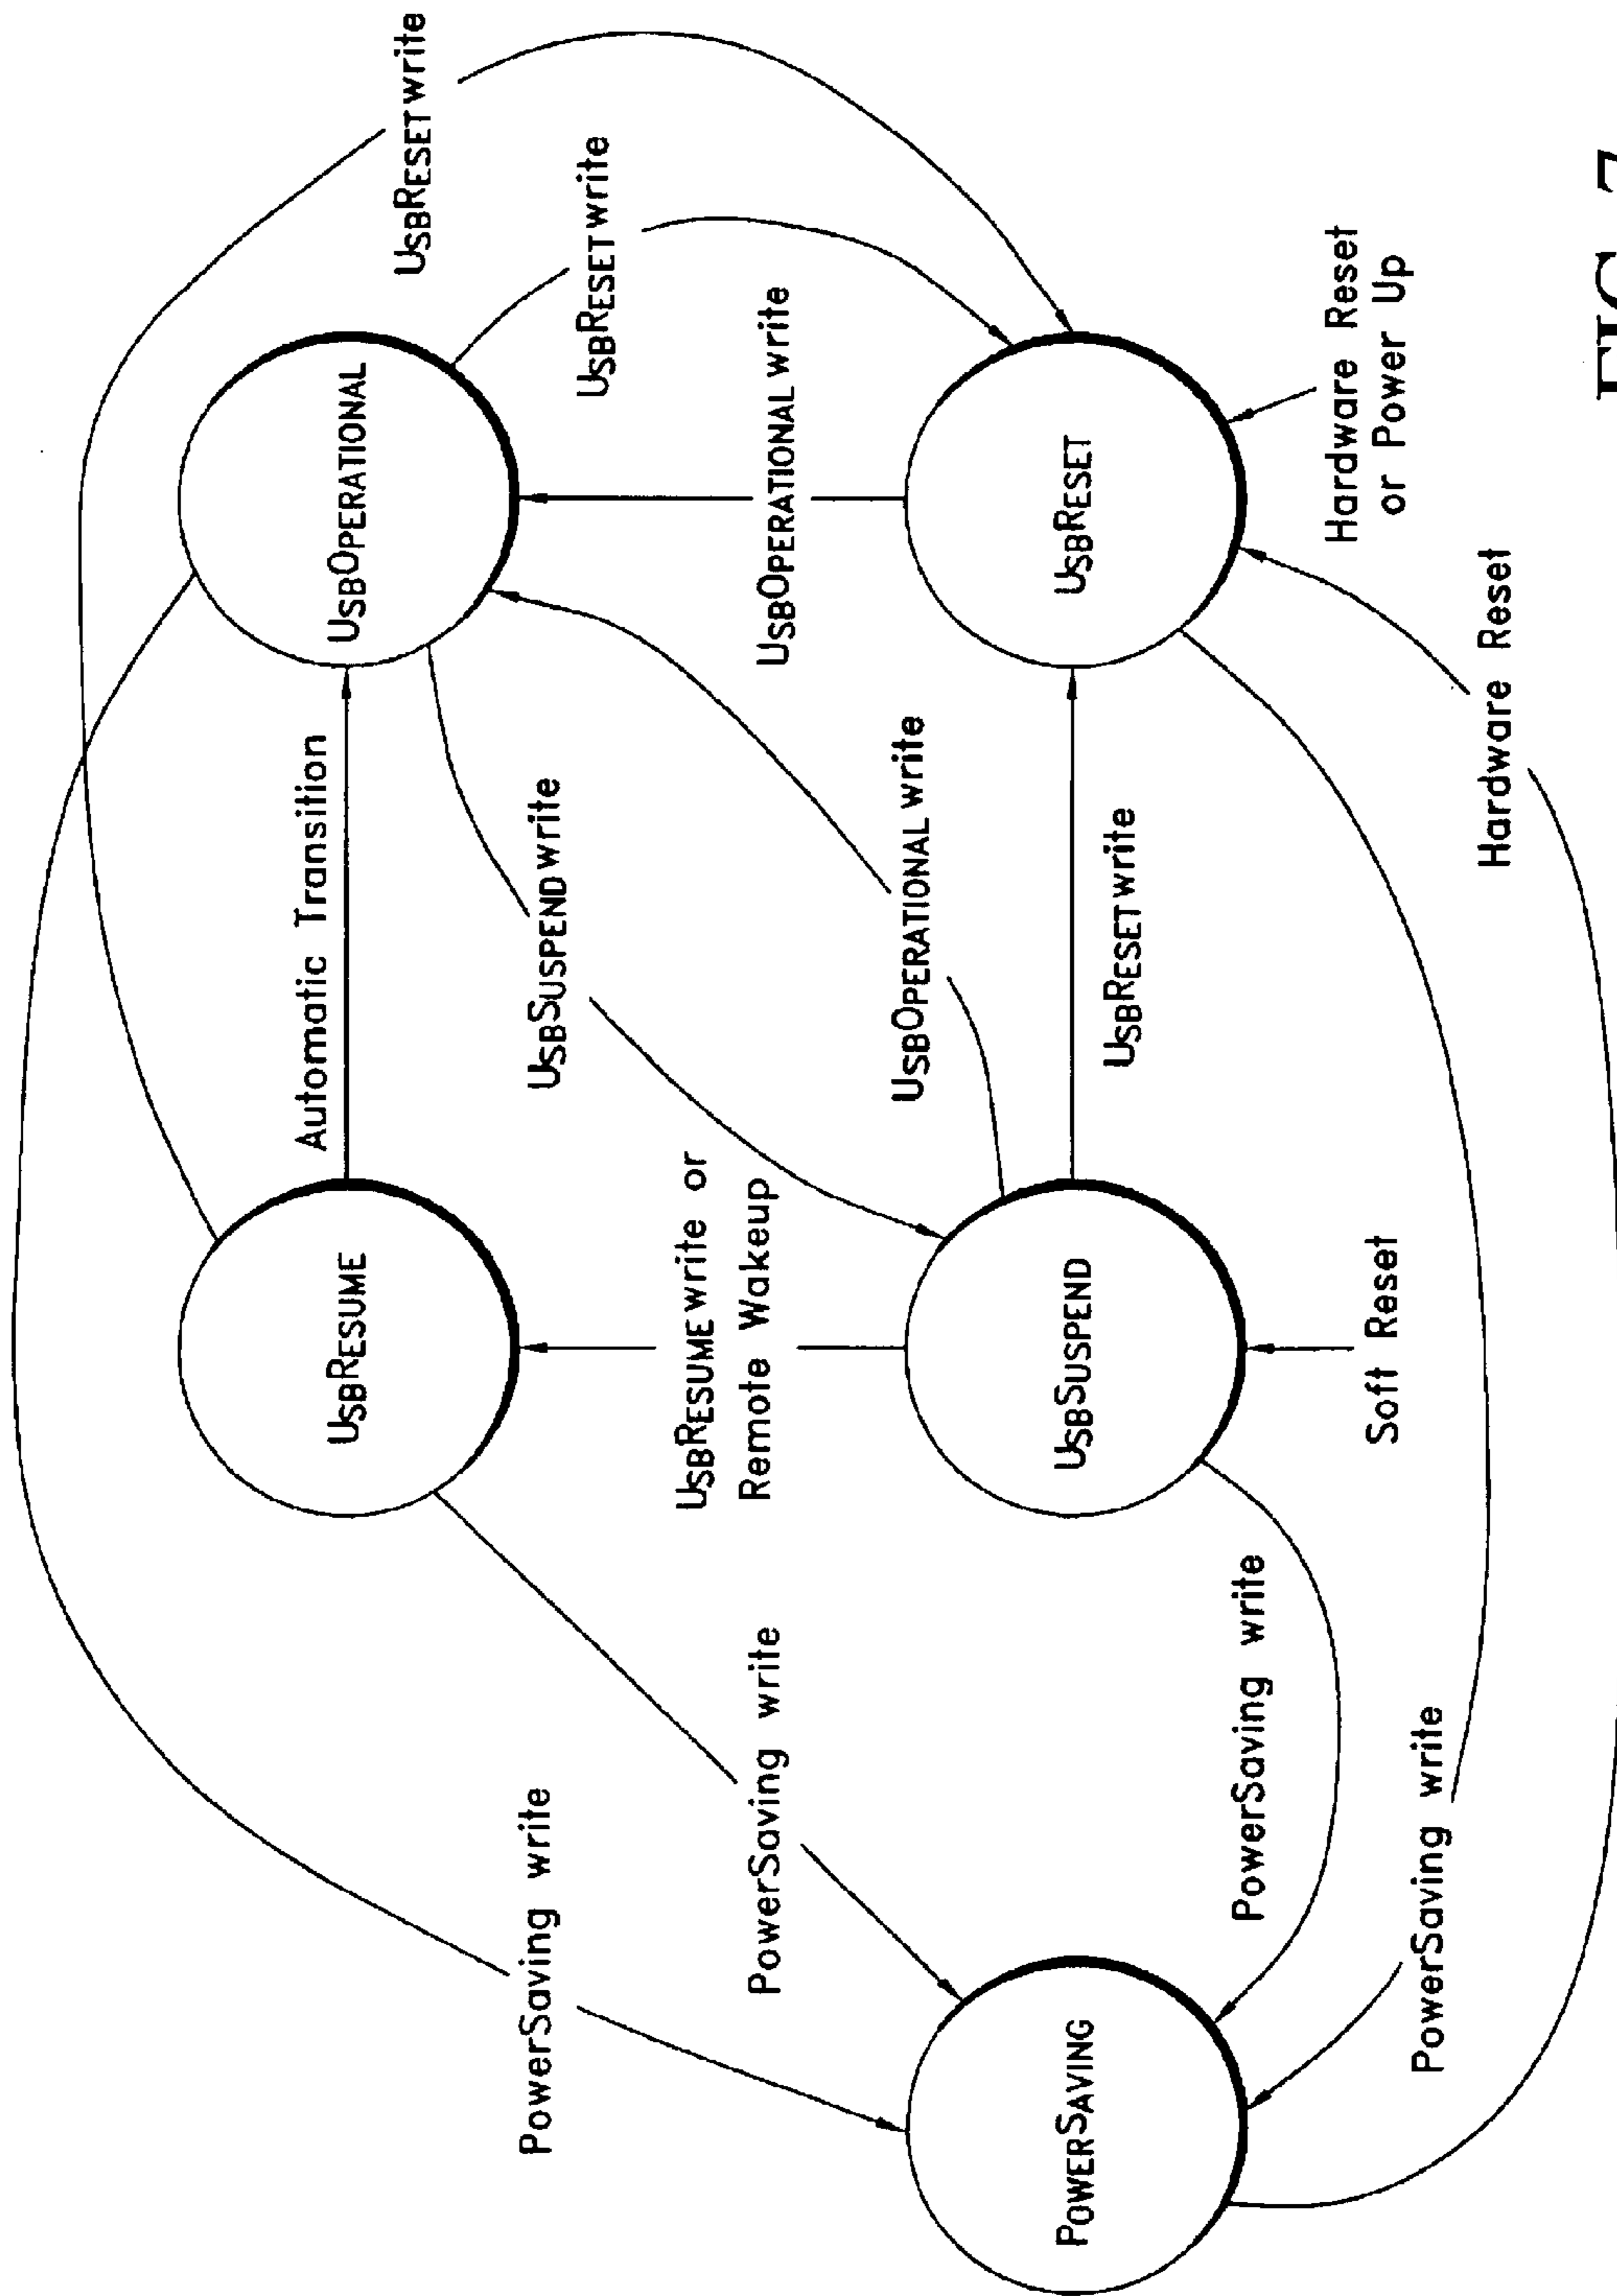 Automatic Transition
USBRESUME
USBOPERATIONAL
USBRESET write
PowerSaving write
USBSUSPEND write
USBRESET write
USBRESUME write or
Remote Wakeup
PowerSaving write
USBOPERATIONAL write
USBOPERATIONAL write
POWERSAVING
USBSUSPEND
USBRESET
USBRESET write
PowerSaving write
Hardware Reset
or Power Up
Soft Reset
PowerSaving write
Hardware Reset